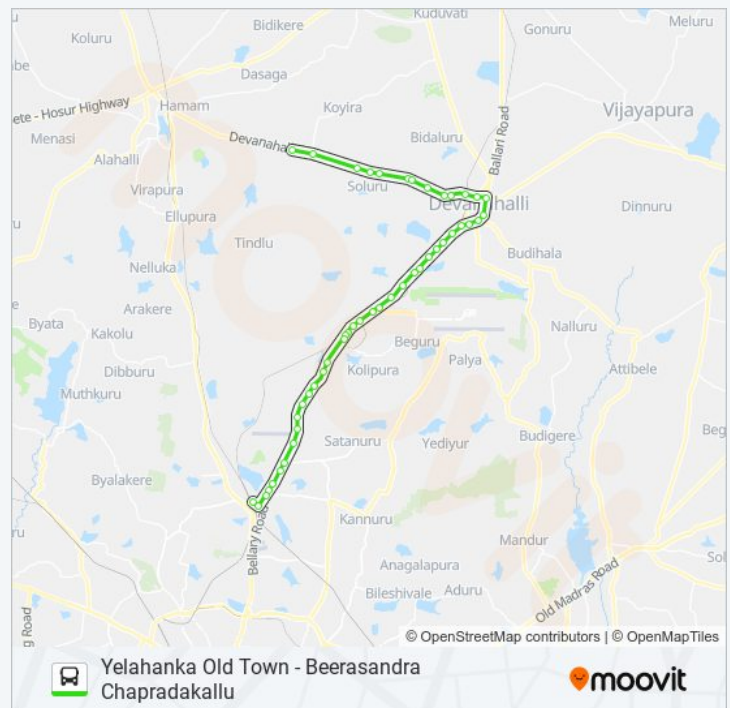 Kuduvati
Meluru
Bidikere
Gonuru
Koluru
be
Dasaga
ete - Hosur Highway
Hamam
Koyira
Vijayapura
Menasi
Devanaha
Bidaluru
Ballari Road
Alahalli
Virapura
Soluru
Devanahalli
Dinnuru
Ellupura
u
Tindlu
Budihala
Nelluka
e
Arakere
Byata
Kakolu
Nalluru
Beguru
Attibele
Dibburu
Kolipura
Palya
Muthkuru
Satanuru
Yediyur
Budigere
Beg
Byalakere
Kannuru
ru
Bellary Road
Mandur
Anagalapura
Sol
Bileshivale
Aduru
Old Madras Road
g Road
© OpenStreetMap contributors | © OpenMapTiles
Yelahanka Old Town - Beerasandra
Chapradakallu
moovit